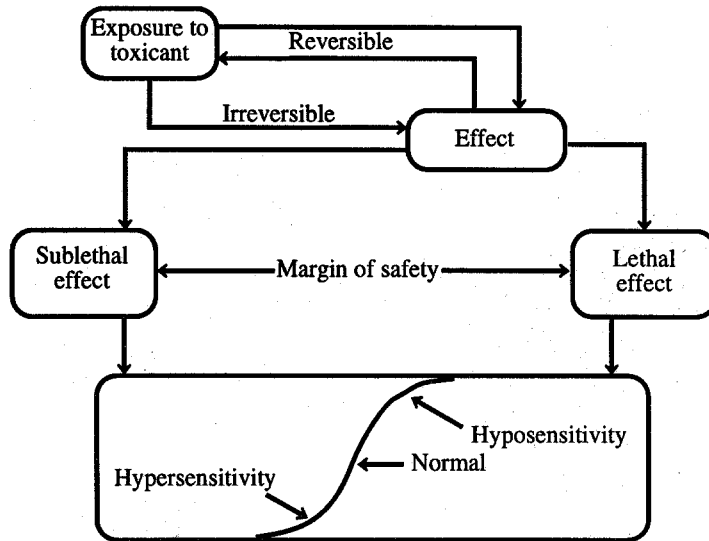 Exposure to
toxicant
Reversible
Irreversible
Effect
Sublethal
effect
Margin of safety
Lethal
effect
Hyposensitivity
Normal
Hypersensitivity